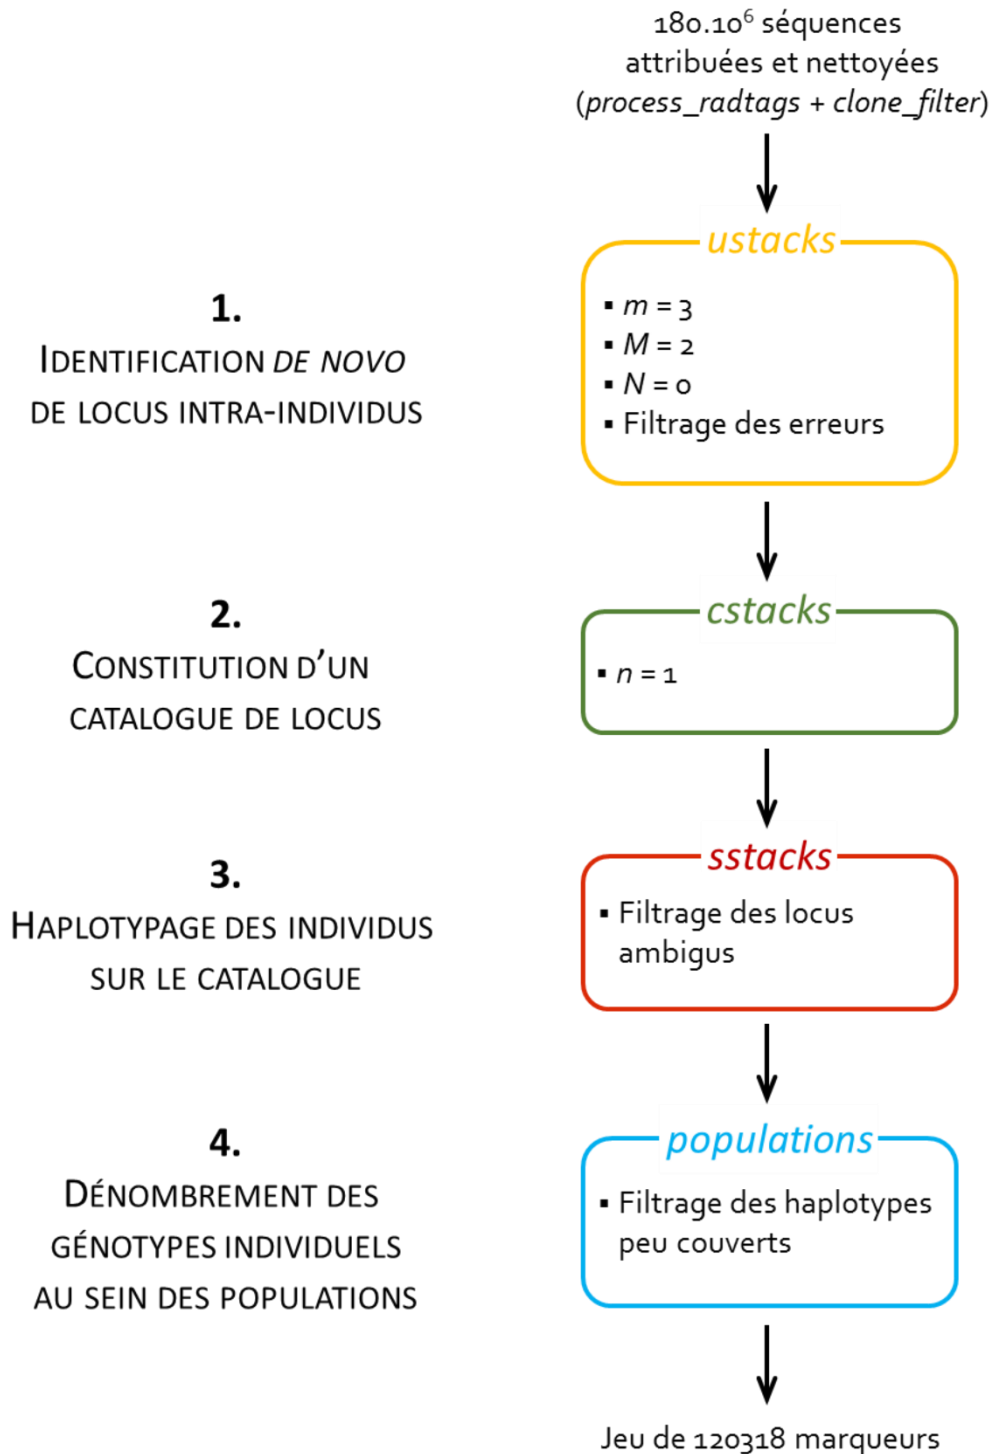 180.10⁶ séquences
attribuées et nettoyées
(process_radtags + clone_filter)
1.
IDENTIFICATION DE NOVO
DE LOCUS INTRA-INDIVIDUS
ustacks
▪ m = 3
▪ M = 2
▪ N = 0
▪ Filtrage des erreurs
2.
CONSTITUTION D’UN
CATALOGUE DE LOCUS
cstacks
▪ n = 1
3.
HAPLOTYPAGE DES INDIVIDUS
SUR LE CATALOGUE
sstacks
▪ Filtrage des locus
ambigus
4.
DÉNOMBREMENT DES
GÉNOTYPES INDIVIDUELS
AU SEIN DES POPULATIONS
populations
▪ Filtrage des haplotypes
peu couverts
Jeu de 120318 marqueurs